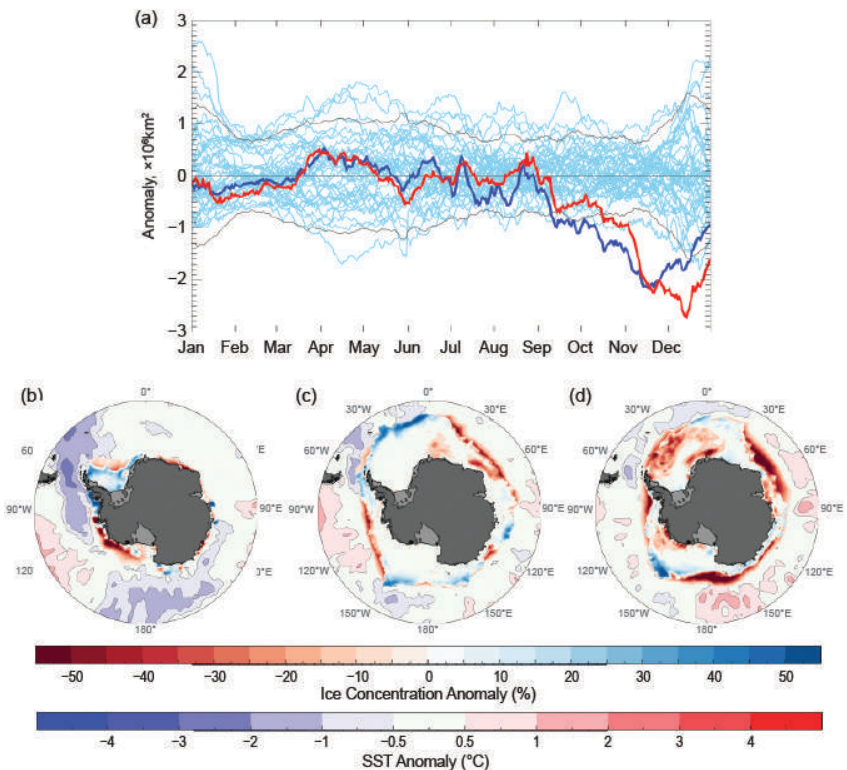 (a)
3
2
1
0
−1
−2
−3
Anomaly, ×10⁶km²
Jan Feb Mar Apr May Jun Jul Aug Sep Oct Nov Dec
(b) 0° (c) 0° (d) 0°
30°W 30°E 30°W 30°E
60 °E 60° 60°E 60° 60°E
90°W 90°E 90°W 90°E 90°W 90°E
120 0°E 120°W 120°E 120°W 120°E
150°W 150°E 150°W 150°E
180° 180° 180°
−50 −40 −30 −20 −10 0 10 20 30 40 50
Ice Concentration Anomaly (%)
−4 −3 −2 −1 −0.5 0.5 1 2 3 4
SST Anomaly (°C)